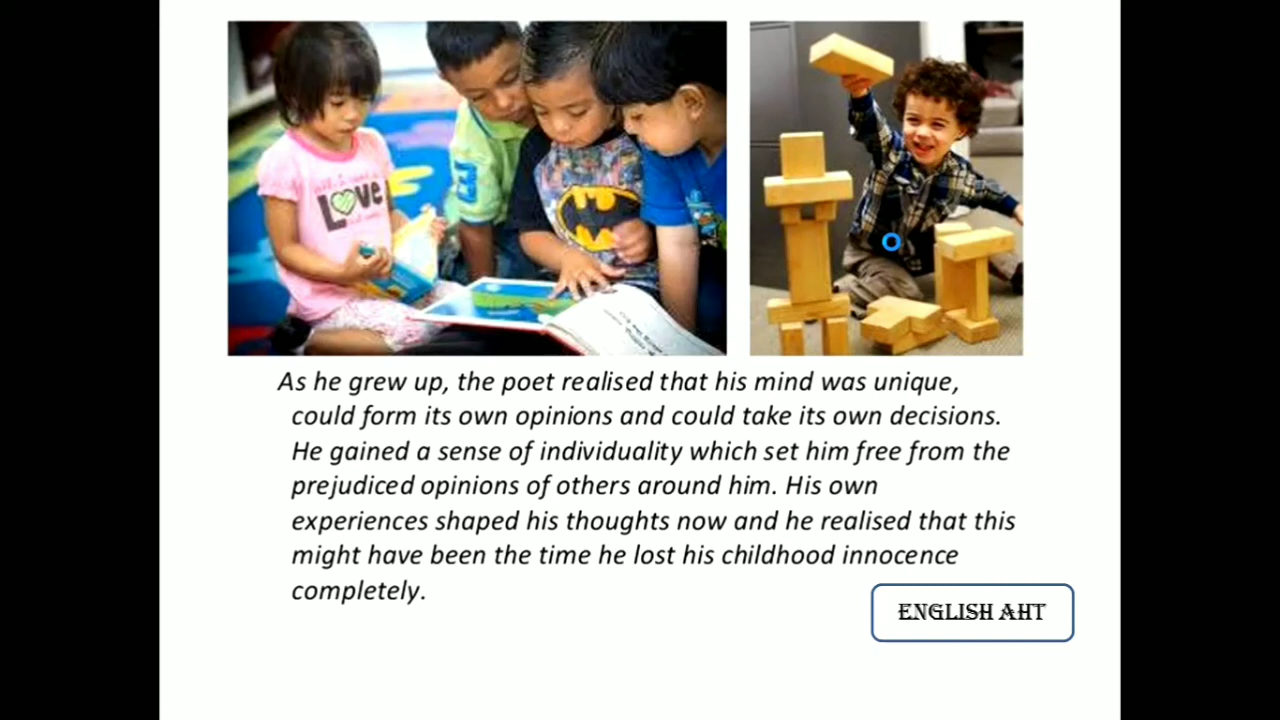 LOVE
As he grew up, the poet realised that his mind was unique,
could form its own opinions and could take its own decisions.
He gained a sense of individuality which set him free from the
prejudiced opinions of others around him. His own
experiences shaped his thoughts now and he realised that this
might have been the time he lost his childhood innocence
completely.
ENGLISH AHT